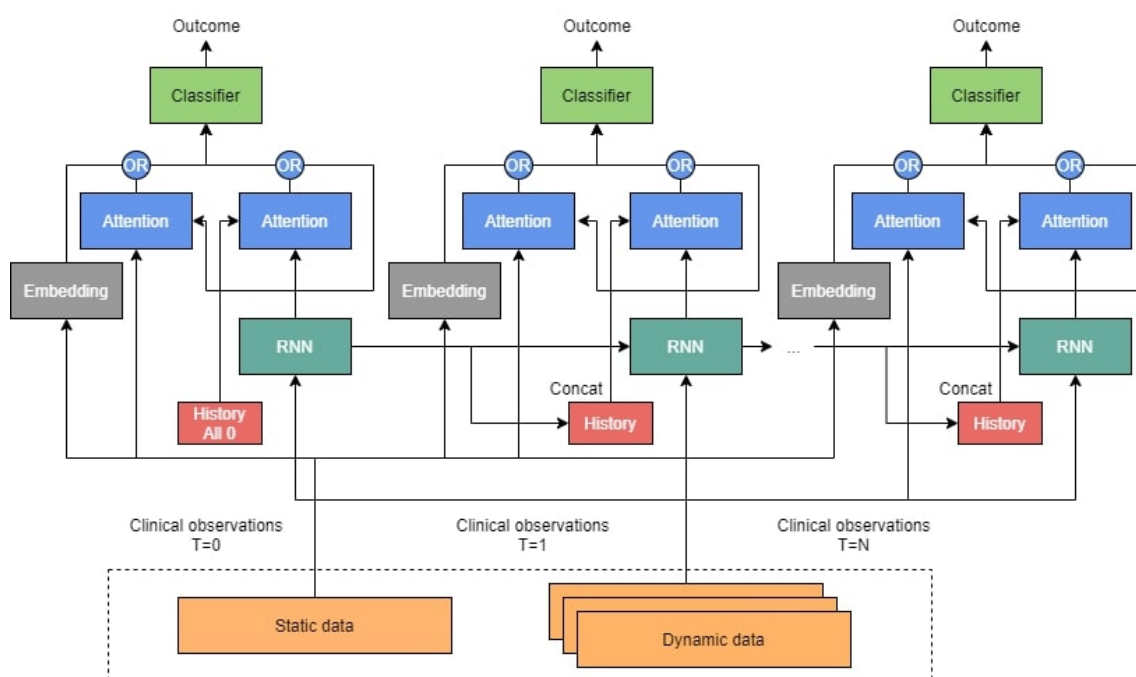 Outcome
Outcome
Outcome
Classifier
Classifier
Classifier
OR
OR
OR
OR
OR
OR
Attention
Attention
Attention
Attention
Attention
Attention
Embedding
Embedding
Embedding
RNN
RNN
...
RNN
Concat
Concat
History
All 0
History
History
Clinical observations
T=0
Clinical observations
T=1
Clinical observations
T=N
Static data
Dynamic data